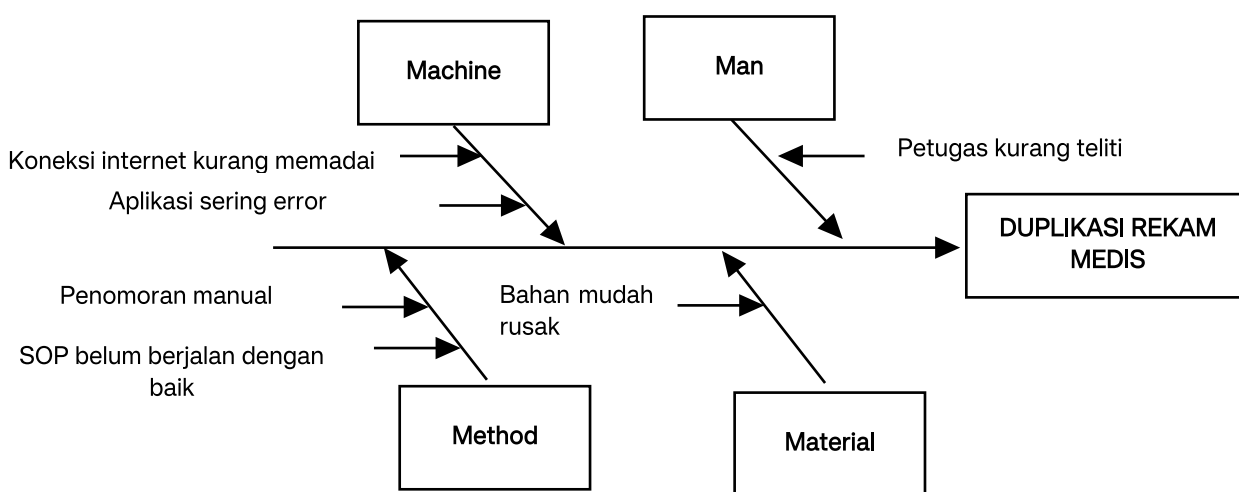 Machine
Man
Koneksi internet kurang memadai
Petugas kurang teliti
Aplikasi sering error
DUPLIKASI REKAM
MEDIS
Penomoran manual
Bahan mudah
rusak
SOP belum berjalan dengan
baik
Method
Material